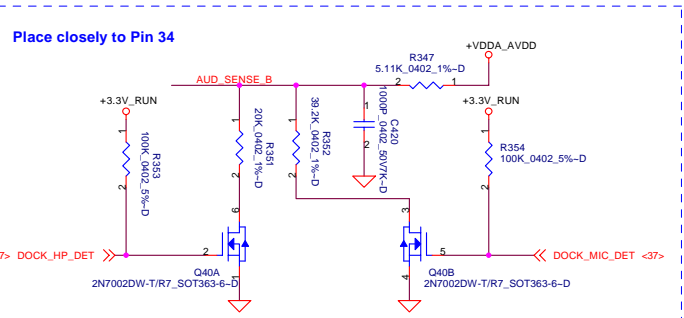 Place closely to Pin 34
+VDDA_AVDD
R347
5.11K_0402_1%~D
2
1
AUD_SENSE_B
+3.3V_RUN
+3.3V_RUN
1
2
R353
100K_0402_5%~D
1
2
R351
20K_0402_1%~D
1
2
R352
39.2K_0402_1%~D
1
2
C420
1000P_0402_50V7K~D
1
2
R354
100K_0402_5%~D
6
3
7> DOCK_HP_DET
2
5
DOCK_MIC_DET <37>
1
4
Q40A
2N7002DW-T/R7_SOT363-6~D
Q40B
2N7002DW-T/R7_SOT363-6~D